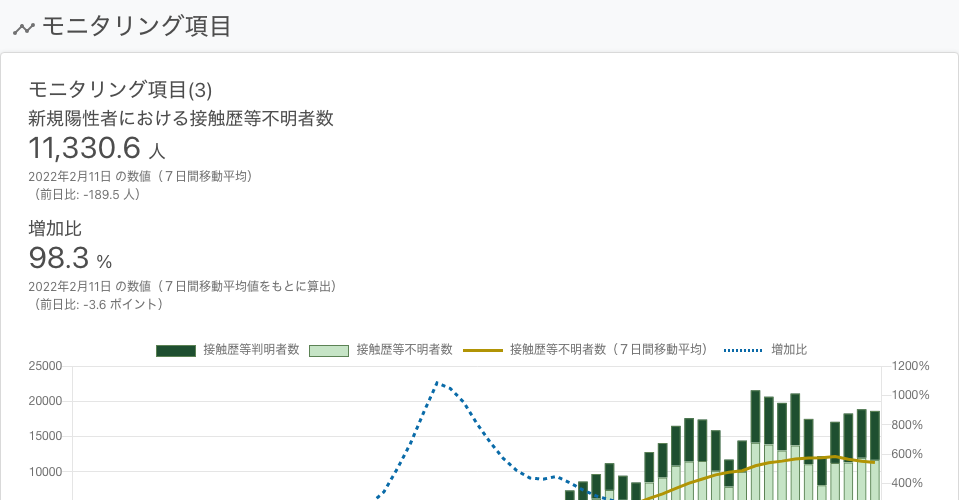 モニタリング項目
モニタリング項目(3)
新規陽性者における接触歴等不明者数
11,330.6 人
2022年2月11日 の数値（７日間移動平均）
（前日比: -189.5 人）
増加比
98.3 %
2022年2月11日 の数値（７日間移動平均値をもとに算出）
（前日比: -3.6 ポイント）
接触歴等判明者数 接触歴等不明者数 接触歴等不明者数（７日間移動平均） 増加比
25000 1200%
20000 1000%
15000 800%
10000 600%
400%